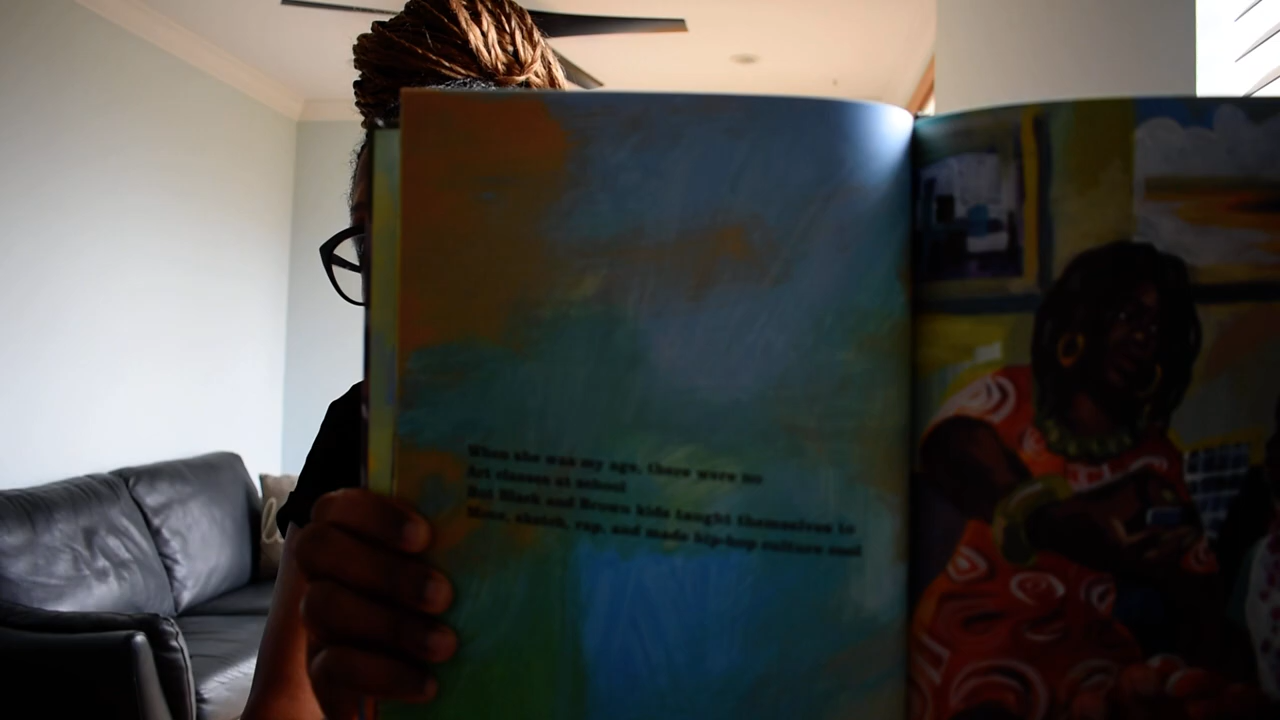 When she was my age, there were no
Art classes at school
But Black and Brown kids taught themselves to
Move, sketch, rap, and made hip-hop culture cool